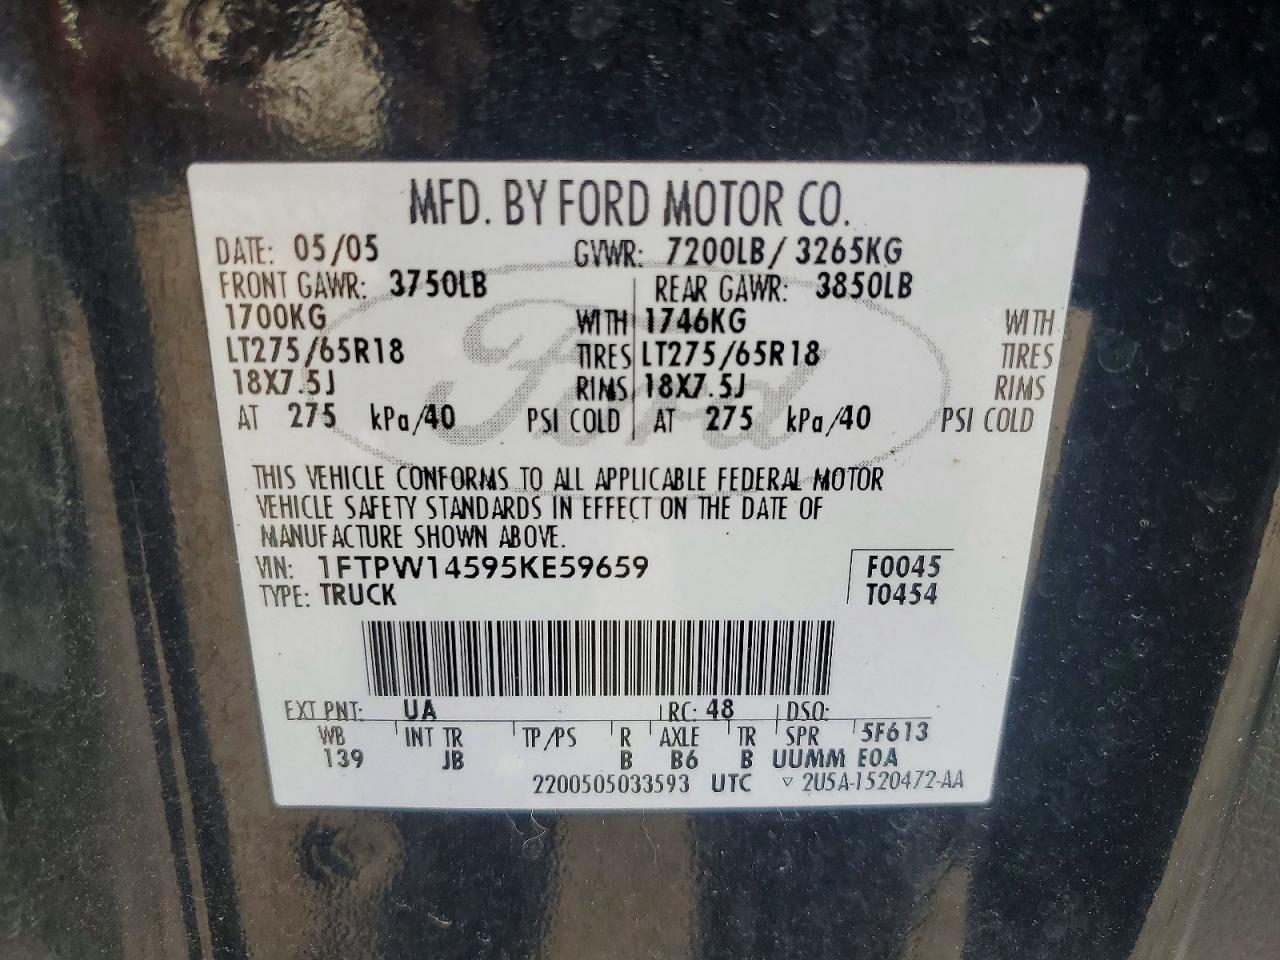 MFD. BY FORD MOTOR CO.
DATE: 05/05 GVWR: 7200LB/ 3265KG
FRONT GAWR: 3750LB REAR GAWR: 3850LB
1700KG WITH 1746KG WITH
LT275/65R18 TIRES LT275/65R18 TIRES
18X7.5J RIMS 18X7.5J RIMS
AT 275 kPa/40 PSI COLD AT 275 kPa/40 PSI COLD
Ford
THIS VEHICLE CONFORMS TO ALL APPLICABLE FEDERAL MOTOR
VEHICLE SAFETY STANDARDS IN EFFECT ON THE DATE OF
MANUFACTURE SHOWN ABOVE.
VIN: 1FTPW14595KE59659 F0045
TYPE: TRUCK T0454
EXT PNT: UA RC: 48 DSO:
WB INT TR TP/PS R AXLE TR SPR 5F613
139 JB B B6 B UUMM E0A
2200505033593 UTC ▽ 2U5A-1520472-AA